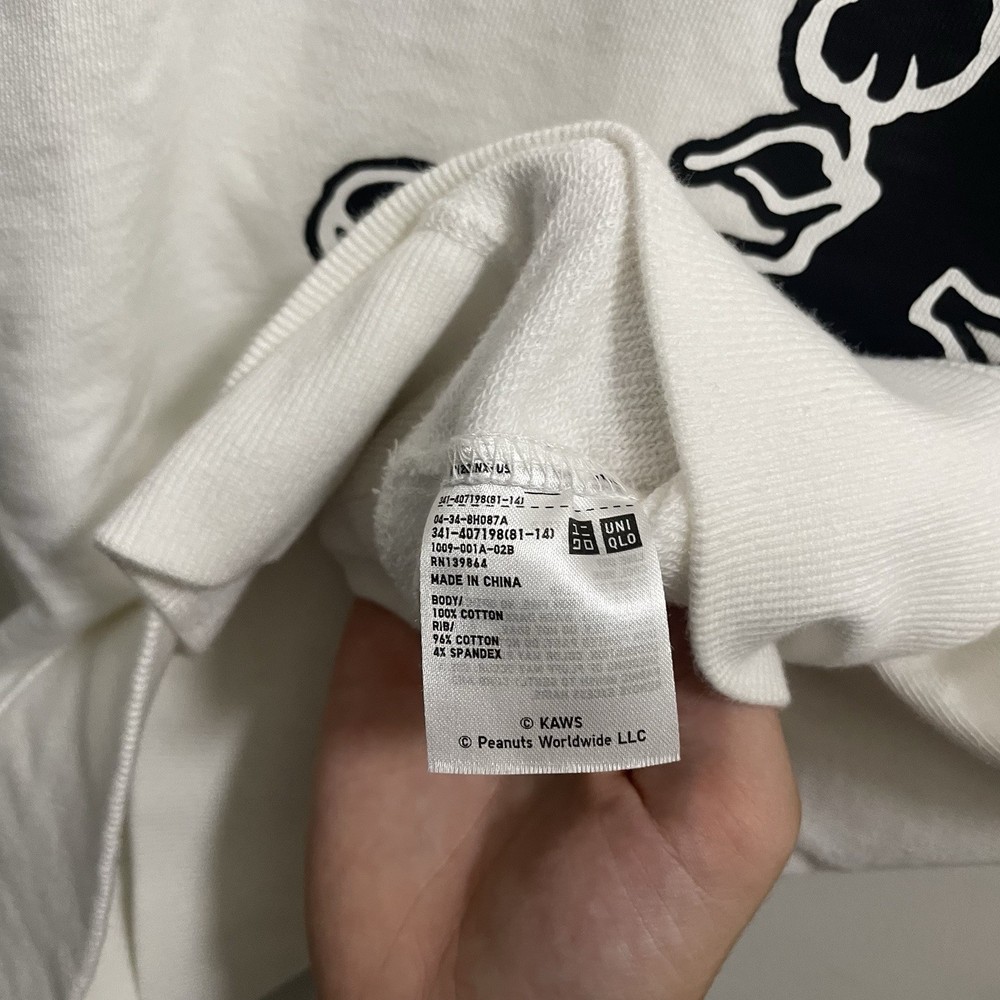 341-407198(81-14)
04-34-8H087A
341-407198(81-14)
1009-001A-02B
RN139864
MADE IN CHINA
UNI
QLO
BODY/
100% COTTON
RIB/
96% COTTON
4% SPANDEX
© KAWS
© Peanuts Worldwide LLC